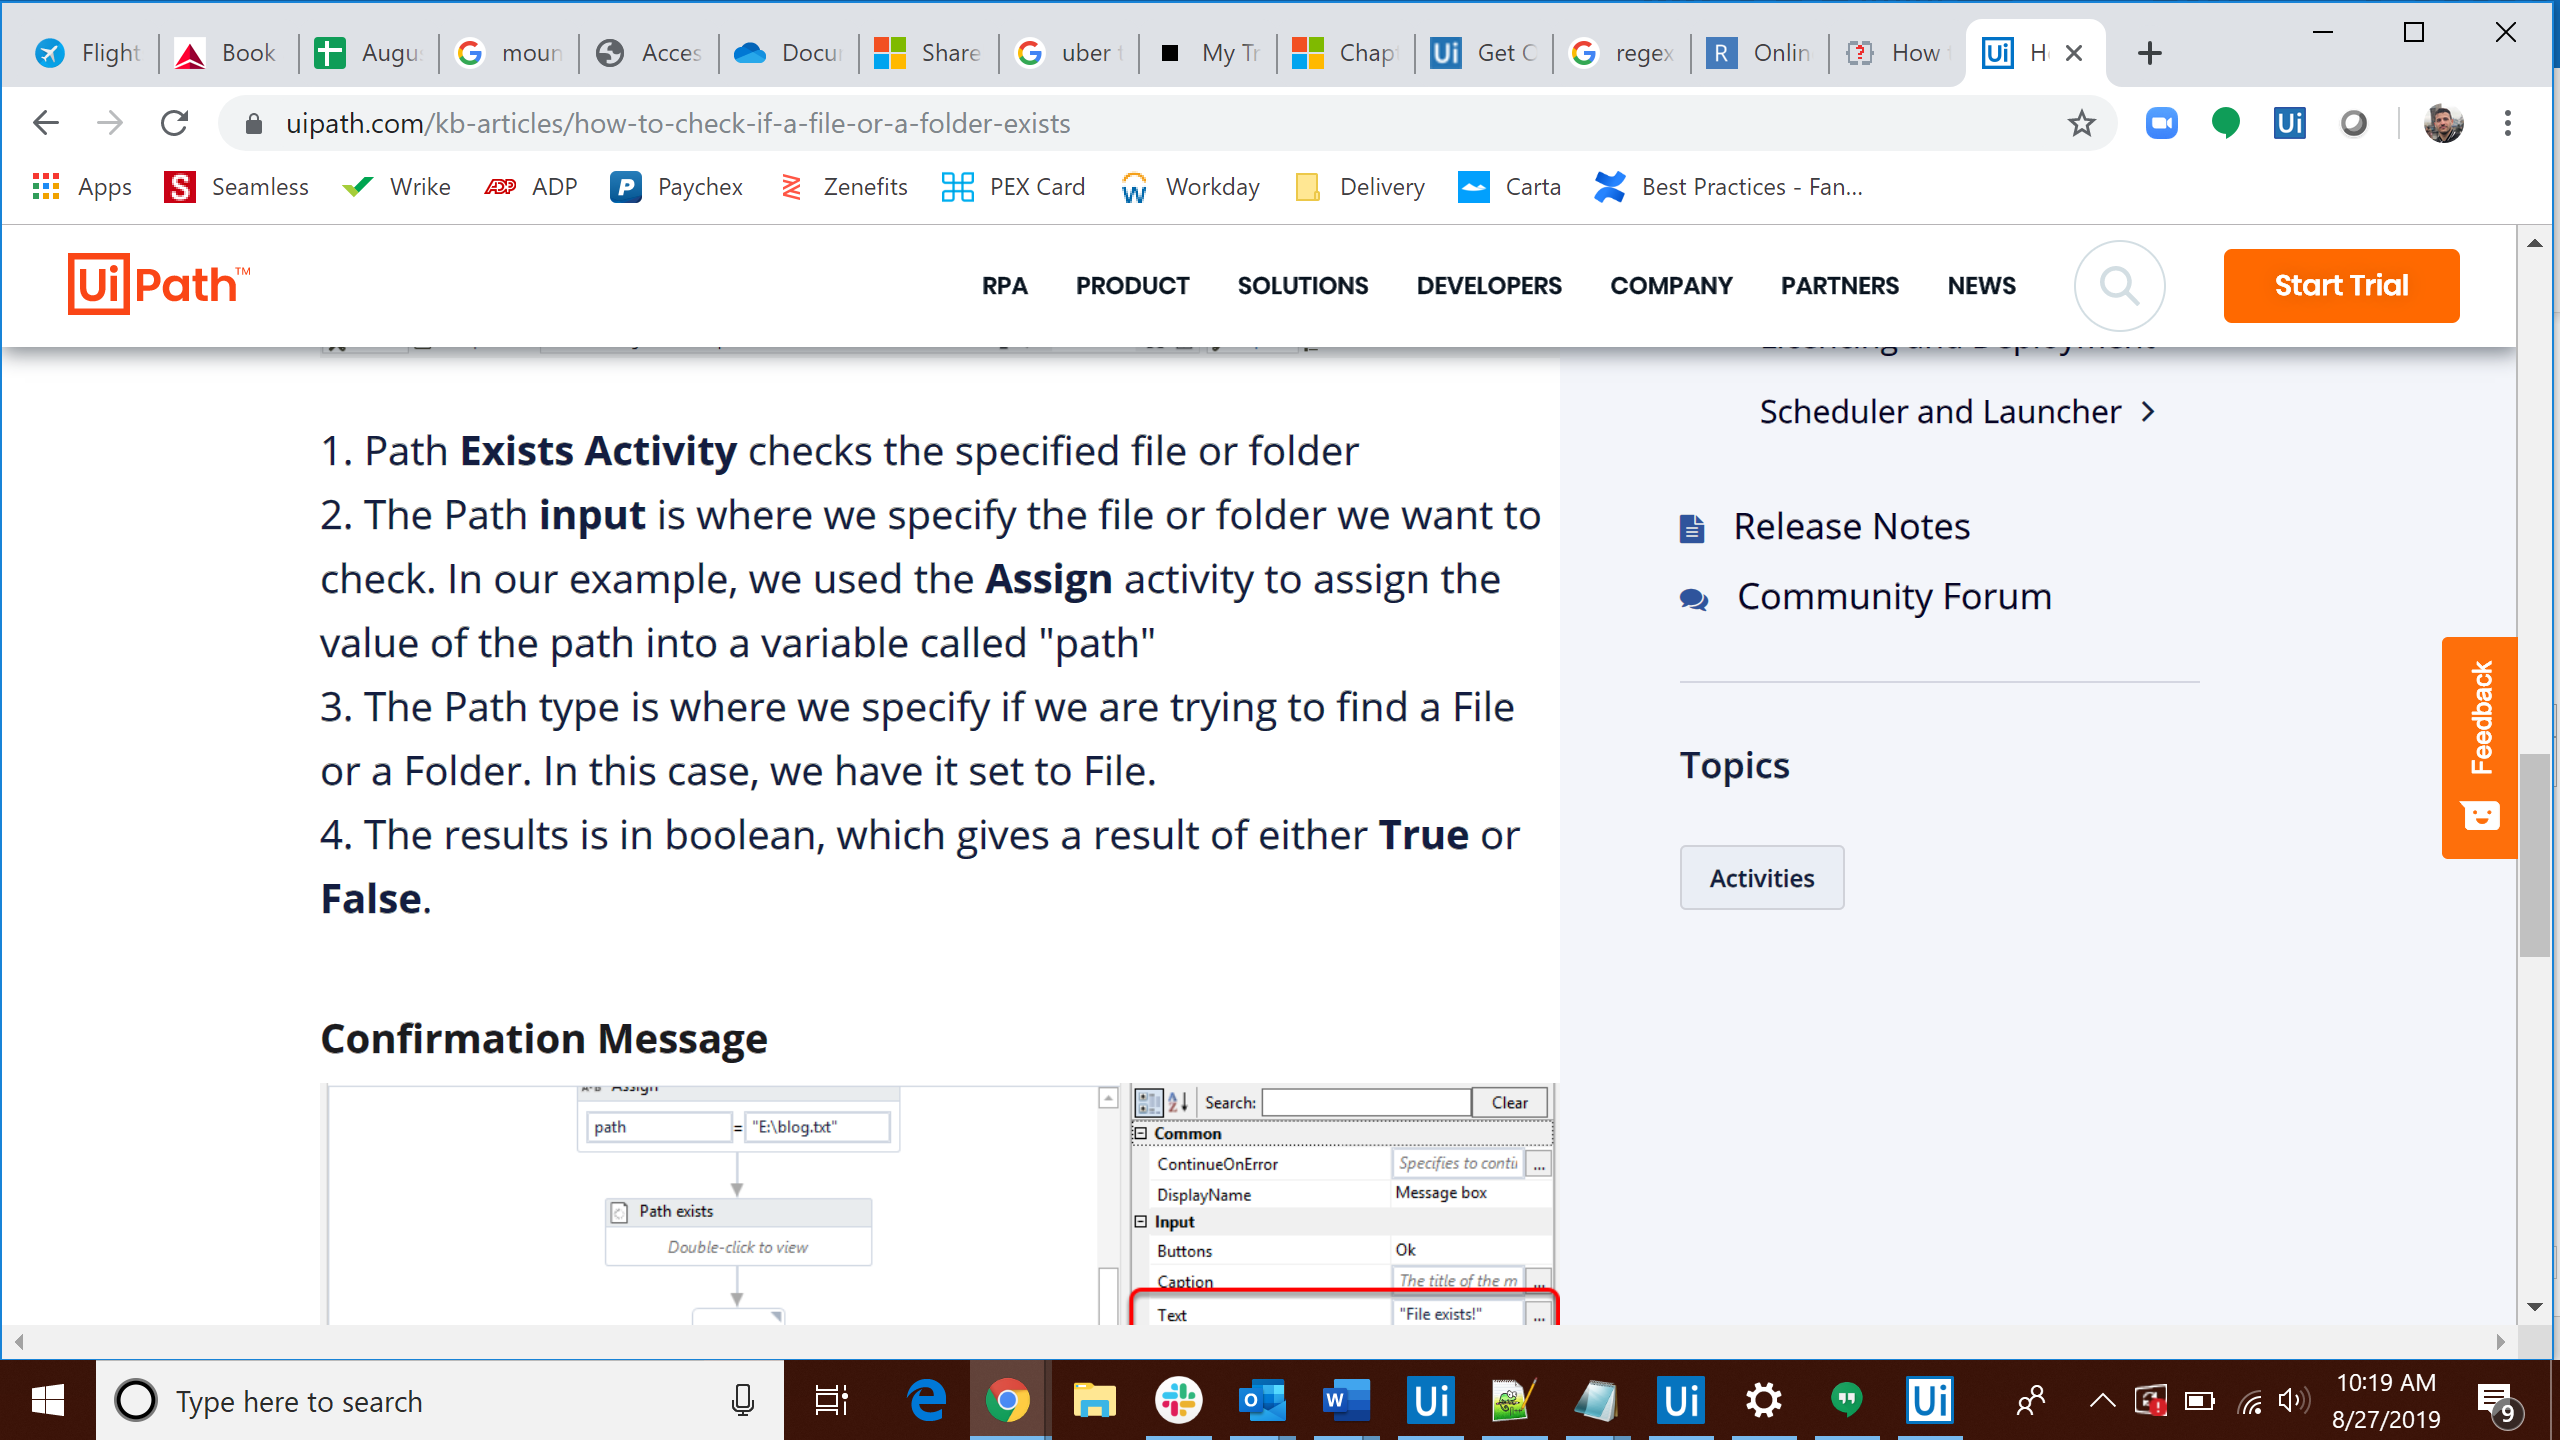 Flight
Book
Augu
moun
Acces
Docu
Share
uber t
My Tr
Chap
Get O
regex
Onlin
How
H
uipath.com/kb-articles/how-to-check-if-a-file-or-a-folder-exists
Apps
Seamless
Wrike
ADP
Paychex
Zenefits
PEX Card
Workday
Delivery
Carta
Best Practices - Fan...
UiPath™
RPA
PRODUCT
SOLUTIONS
DEVELOPERS
COMPANY
PARTNERS
NEWS
Start Trial
1. Path Exists Activity checks the specified file or folder
2. The Path input is where we specify the file or folder we want to
check. In our example, we used the Assign activity to assign the
value of the path into a variable called "path"
3. The Path type is where we specify if we are trying to find a File
or a Folder. In this case, we have it set to File.
4. The results is in boolean, which gives a result of either True or
False.
Confirmation Message
Assign
path = "E:\blog.txt"
Path exists
Double-click to view
Search:
Clear
Common
ContinueOnError Specifies to conti ...
DisplayName Message box
Input
Buttons Ok
Caption The title of the m ...
Text "File exists!" ...
Licensing and Deployment
Scheduler and Launcher
Release Notes
Community Forum
Topics
Activities
Feedback
Type here to search
10:19 AM
8/27/2019
9